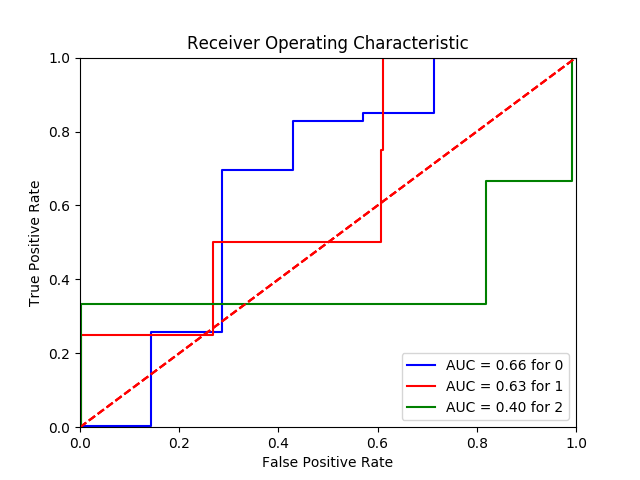 Receiver Operating Characteristic
1.0
0.8
0.6
0.4
0.2
0.0
True Positive Rate
AUC = 0.66 for 0
AUC = 0.63 for 1
AUC = 0.40 for 2
0.0 0.2 0.4 0.6 0.8 1.0
False Positive Rate